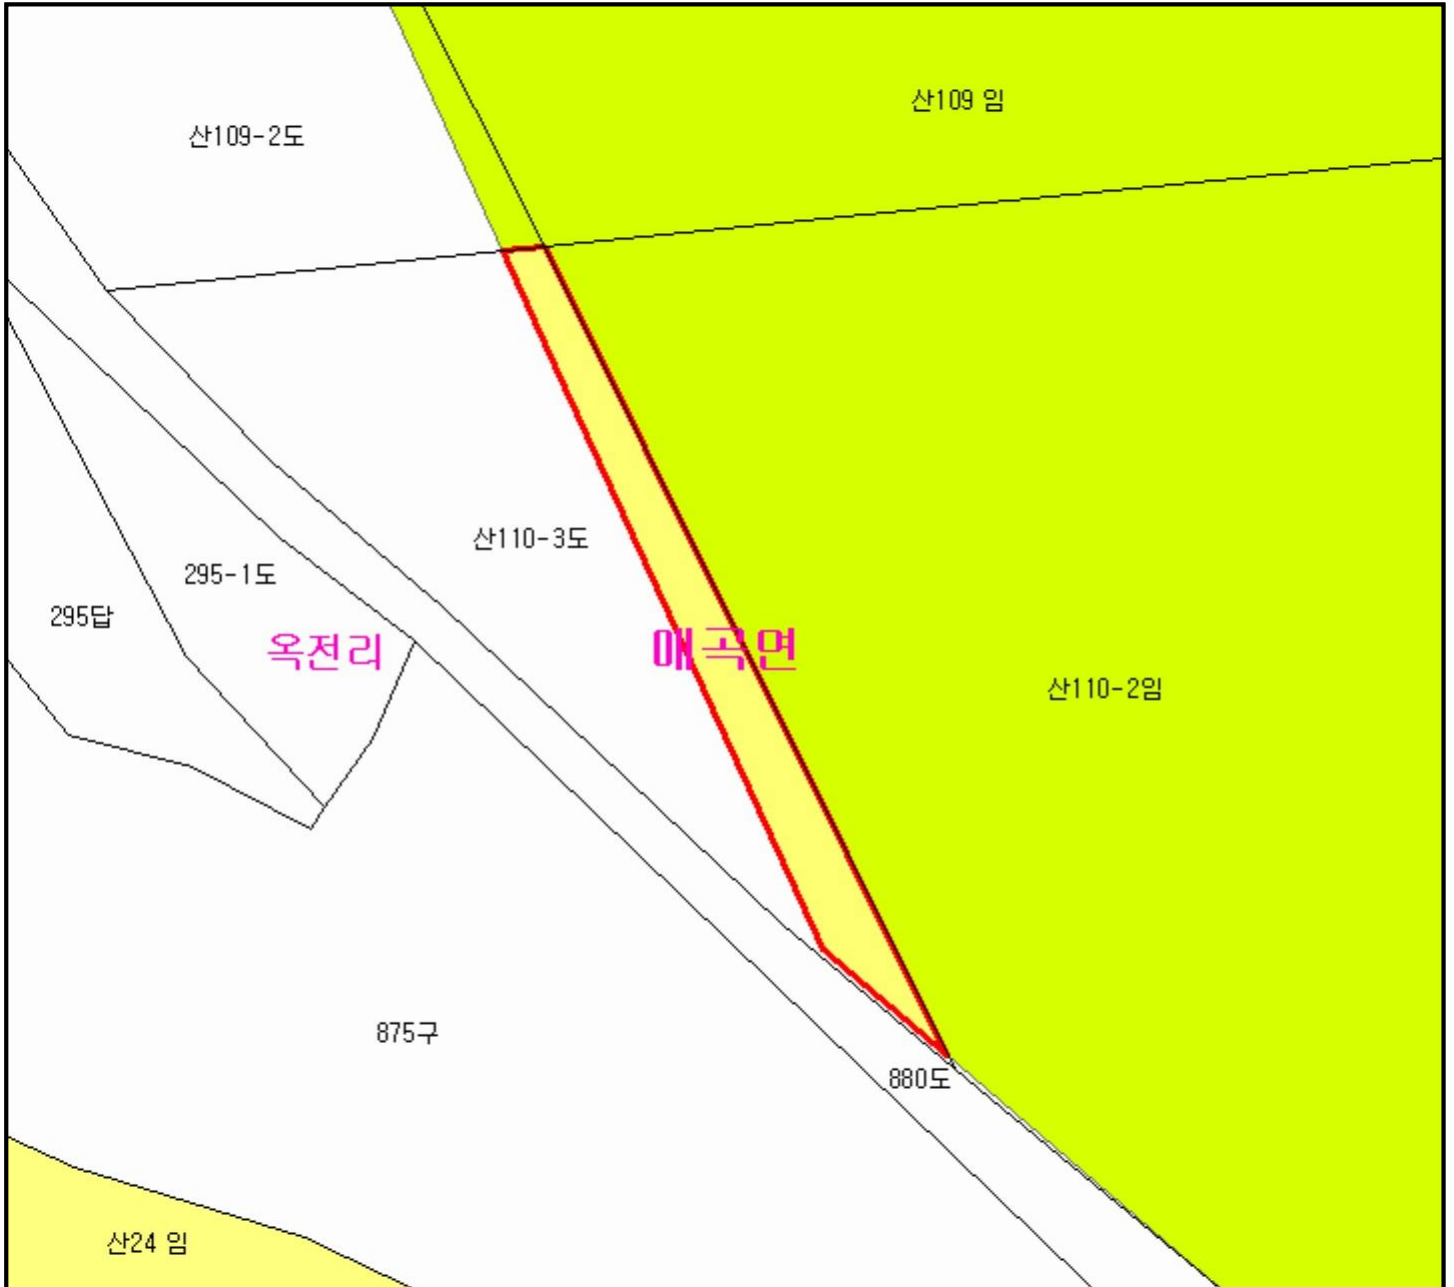 산109 임
산109-2도
산110-3도
295-1도
295답
옥전리
애곡면
산110-2임
875구
880도
산24 임